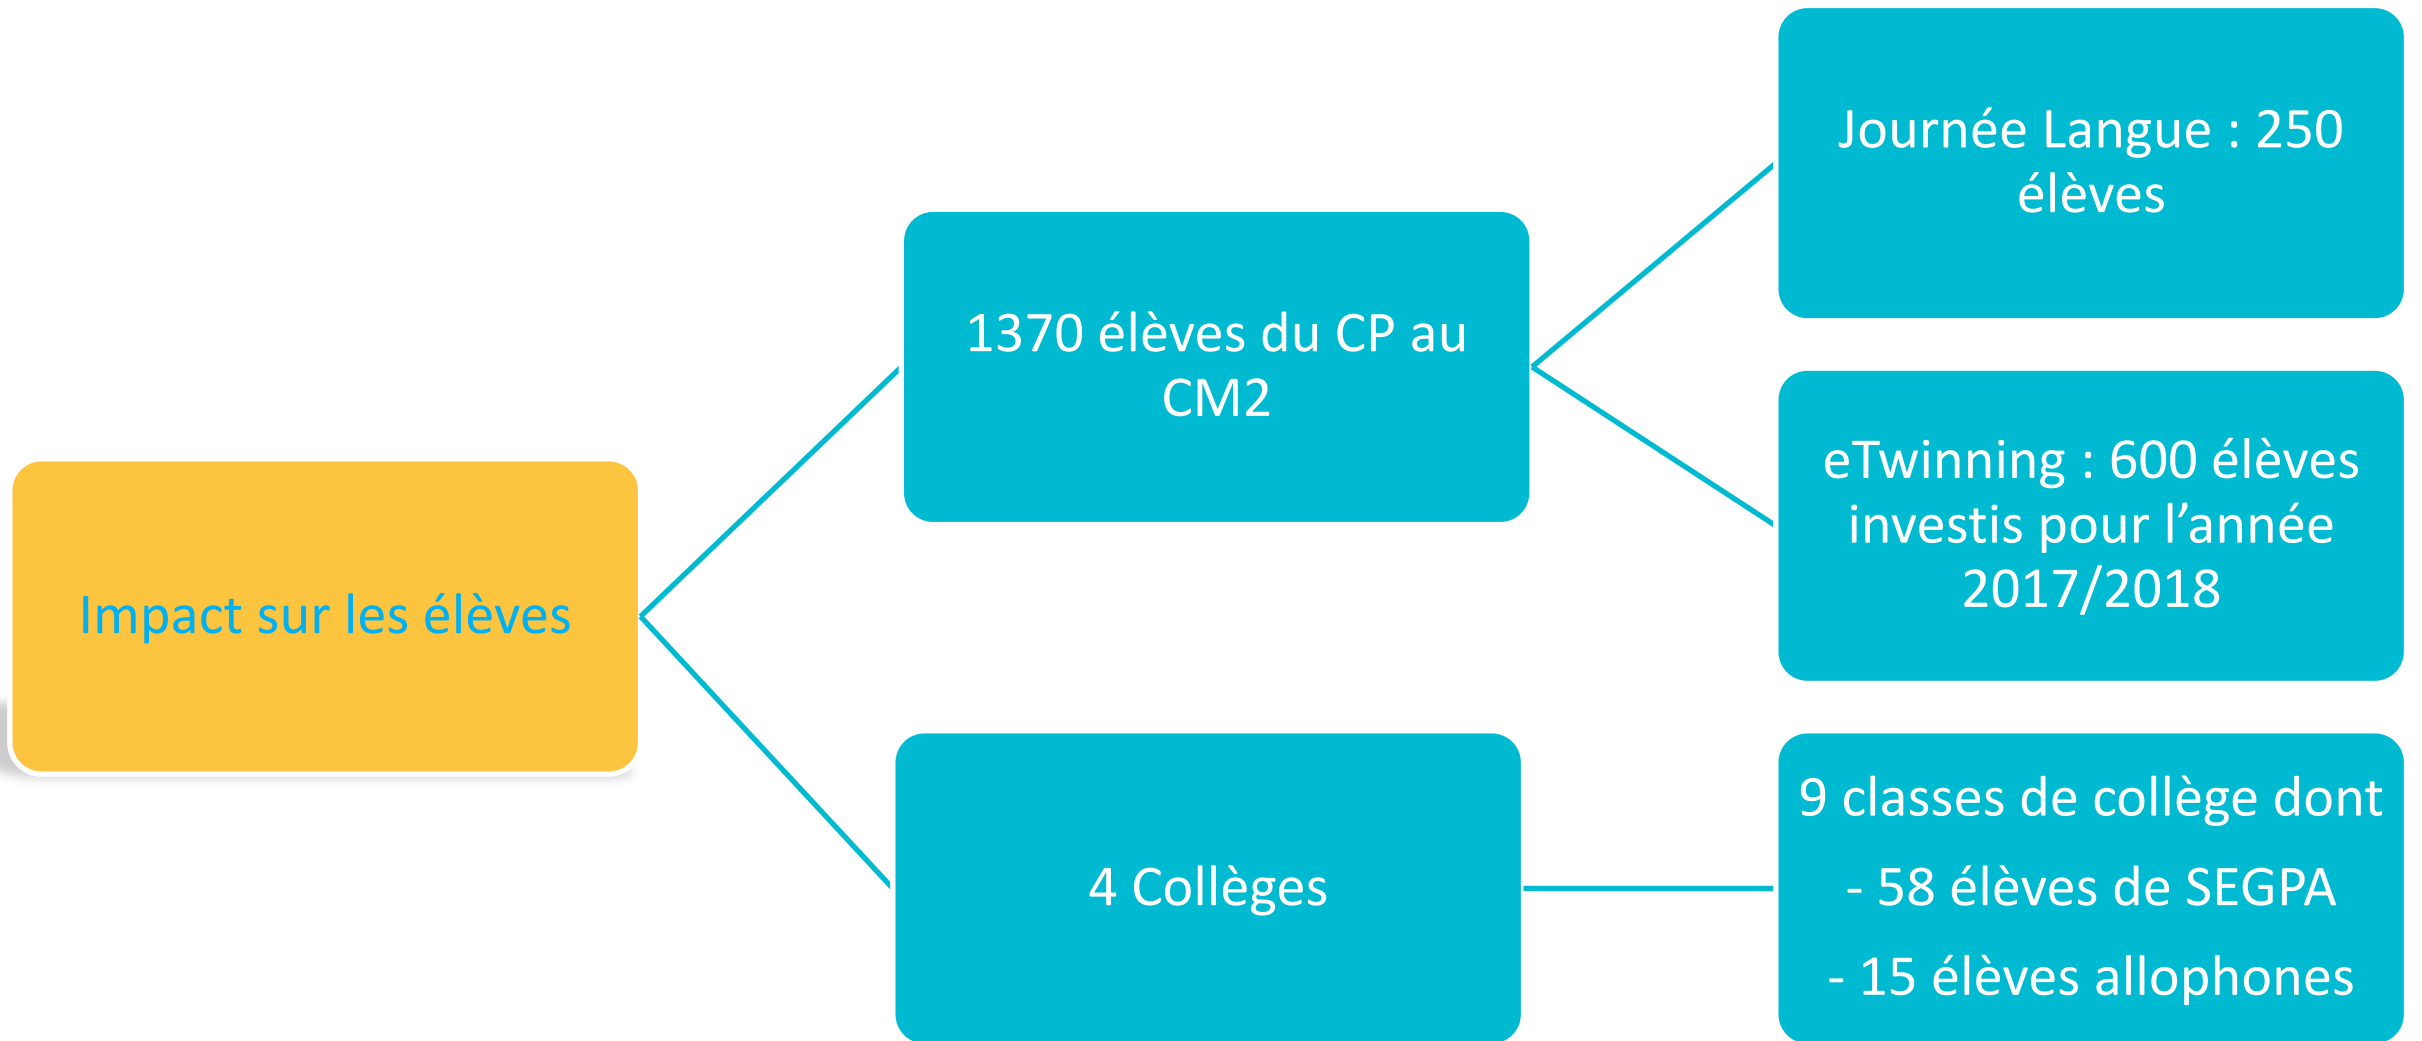 Impact sur les élèves
1370 élèves du CP au
CM2
Journée Langue : 250
élèves
eTwinning : 600 élèves
investis pour l’année
2017/2018
4 Collèges
9 classes de collège dont
- 58 élèves de SEGPA
- 15 élèves allophones